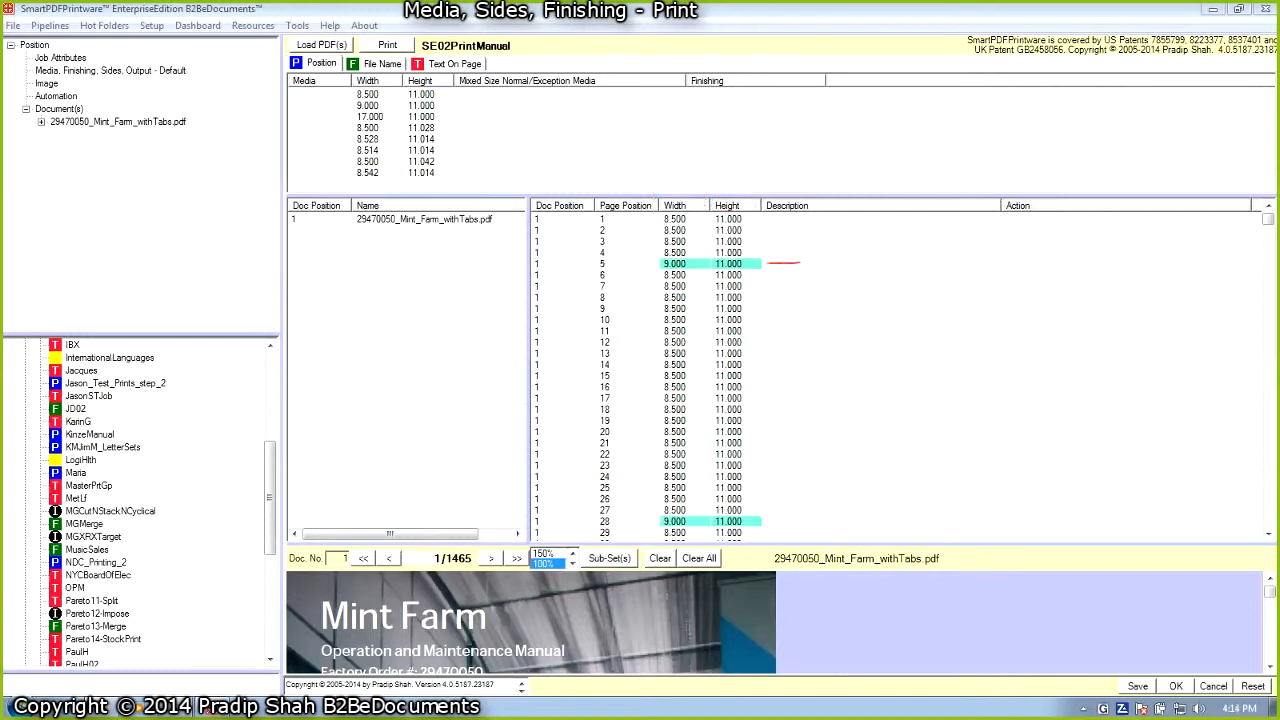 Media, Sides, Finishing - Print
SmartPDFPrintware™ EnterpriseEdition B2BeDocuments™
File Pipelines Hot Folders Setup Dashboard Resources Tools Help About
Position
Job Attributes
Media, Finishing, Sides, Output - Default
Image
Automation
Document(s)
29470050_Mint_Farm_withTabs.pdf
Load PDF(s) Print SE02PrintManual
SmartPDFPrintware is covered by US Patents 7855799, 8223377, 8537401 and
UK Patent GB2458056. Copyright © 2005-2014 Pradip Shah. 4.0.5187.23187
P Position F File Name T Text On Page
Media Width Height Mixed Size Normal/Exception Media Finishing
8.500 11.000
9.000 11.000
17.000 11.000
8.500 11.028
8.528 11.014
8.514 11.014
8.500 11.042
8.542 11.014
Doc Position Name
1 29470050_Mint_Farm_withTabs.pdf
Doc Position Page Position Width Height Description Action
1 1 8.500 11.000
1 2 8.500 11.000
1 3 8.500 11.000
1 4 8.500 11.000
1 5 9.000 11.000
1 6 8.500 11.000
1 7 8.500 11.000
1 8 8.500 11.000
1 9 8.500 11.000
1 10 8.500 11.000
1 11 8.500 11.000
1 12 8.500 11.000
1 13 8.500 11.000
1 14 8.500 11.000
1 15 8.500 11.000
1 16 8.500 11.000
1 17 8.500 11.000
1 18 8.500 11.000
1 19 8.500 11.000
1 20 8.500 11.000
1 21 8.500 11.000
1 22 8.500 11.000
1 23 8.500 11.000
1 24 8.500 11.000
1 25 8.500 11.000
1 26 8.500 11.000
1 27 8.500 11.000
1 28 9.000 11.000
1 29 8.500 11.000
T IBX
InternationalLanguages
T Jacques
P Jason_Test_Prints_step_2
T JasonSTJob
F JD02
T KarinG
P KinzeManual
P KMJimM_LetterSets
LogiHlth
P Maria
T MasterPrtGp
T MetLf
I MGCutNStackNCyclical
F MGMerge
T MGXRXTarget
F MusicSales
P NDC_Printing_2
T NYCBoardOfElec
T OPM
T Pareto11-Split
I Pareto12-Impose
F Pareto13-Merge
T Pareto14-StockPrint
T PaulH
T PaulH02
Doc. No 1 << < 1/1465 > >> 150% 100% Sub-Set(s) Clear Clear All 29470050_Mint_Farm_withTabs.pdf
Mint Farm
Operation and Maintenance Manual
Factory Order #: 29470050
Copyright © 2005-2014 by Pradip Shah. Version 4.0.5187.23187
Save OK Cancel Reset
Copyright © 2014 Pradip Shah B2BeDocuments
4:14 PM